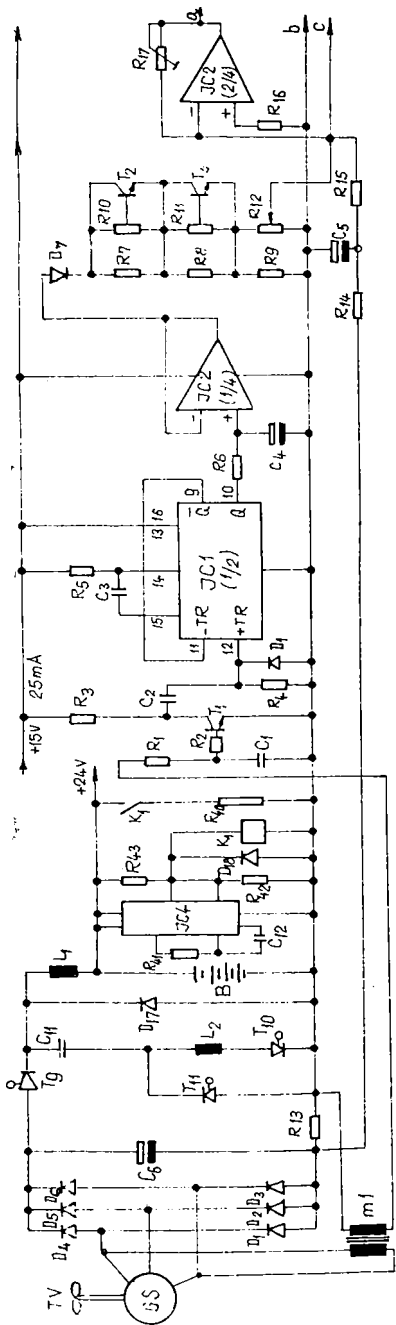 TV
GS
D4
D5
D6
D1
D2
D3
C6
R13
m1
T9
T11
C11
L2
T10
D17
L1
B
R41
JC4
C12
R43
D18
R42
K1
K1
R40
+24V
+15V
25mA
R1
R2
C1
T1
R3
C2
R4
D1
12
+TR
11
-TR
15
14
13
16
C3
R5
JC1
(1/2)
9
Q̅
10
Q
R6
C4
-
+
JC2
(1/4)
D7
R7
R8
R9
R10
R11
R12
T2
R14
C5
R15
R16
R17
-
+
JC2
(2/4)
a
b
c